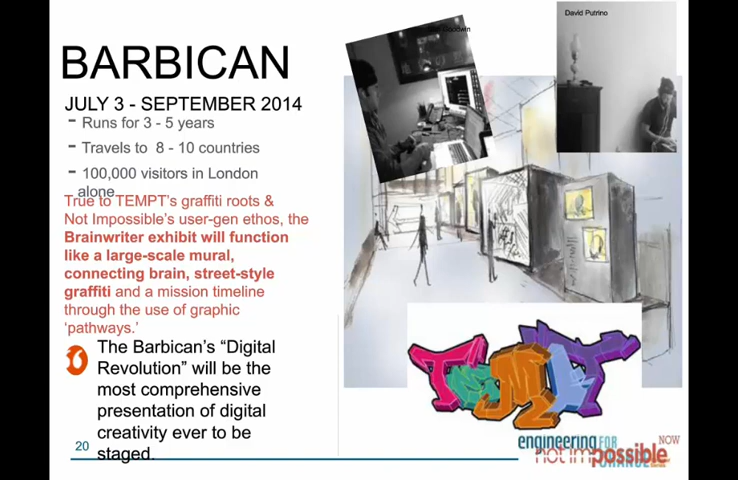 BARBICAN
JULY 3 - SEPTEMBER 2014
- Runs for 3 - 5 years
- Travels to 8 - 10 countries
- 100,000 visitors in London
alone
True to TEMPT's graffiti roots &
Not Impossible's user-gen ethos, the
Brainwriter exhibit will function
like a large-scale mural,
connecting brain, street-style
graffiti and a mission timeline
through the use of graphic
'pathways.'
The Barbican's “Digital
Revolution” will be the
most comprehensive
presentation of digital
creativity ever to be
staged.
20
Goodwin
David Putrino
TEMPT
engineering FOR
CHANGE
not impossible
NOW